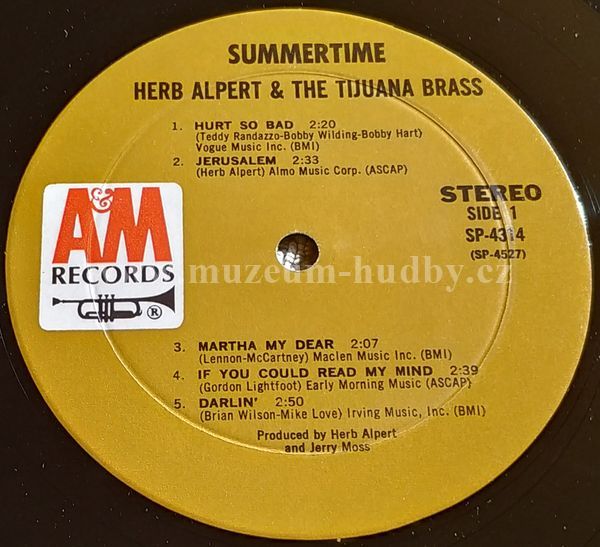 SUMMERTIME
HERB ALPERT & THE TIJUANA BRASS
1. HURT SO BAD 2:20
(Teddy Randazzo-Bobby Wilding-Bobby Hart)
Vogue Music Inc. (BMI)
2. JERUSALEM 2:33
(Herb Alpert) Almo Music Corp. (ASCAP)
A&M
RECORDS
®
STEREO
SIDE 1
SP-4314
(SP-4527)
muzeum-hudby.cz
3. MARTHA MY DEAR 2:07
(Lennon-McCartney) Maclen Music Inc. (BMI)
4. IF YOU COULD READ MY MIND 2:39
(Gordon Lightfoot) Early Morning Music (ASCAP)
5. DARLIN' 2:50
(Brian Wilson-Mike Love) Irving Music, Inc. (BMI)
Produced by Herb Alpert
and Jerry Moss